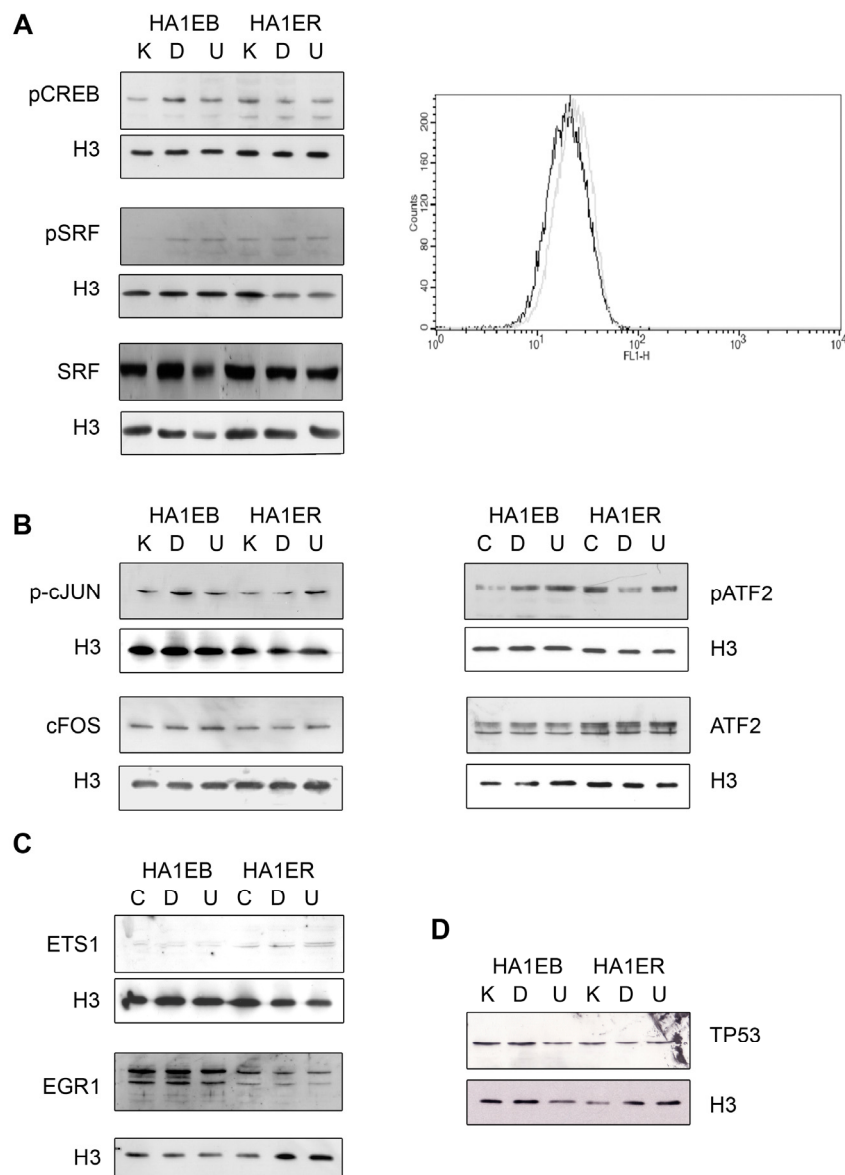 A
HA1EB HA1ER
K D U K D U
pCREB
H3
pSRF
H3
SRF
H3
Counts
0 40 80 120 160 200
10^0 10^1 10^2 10^3 10^4
FL1-H
B
HA1EB HA1ER
K D U K D U
p-cJUN
H3
cFOS
H3
HA1EB HA1ER
C D U C D U
pATF2
H3
ATF2
H3
C
HA1EB HA1ER
C D U C D U
ETS1
H3
EGR1
H3
D
HA1EB HA1ER
K D U K D U
TP53
H3